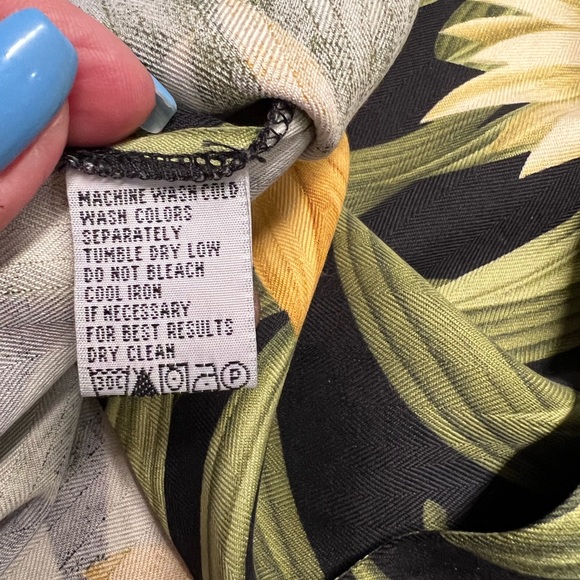 MACHINE WASH COLD
WASH COLORS
SEPARATELY
TUMBLE DRY LOW
DO NOT BLEACH
COOL IRON
IF NECESSARY
FOR BEST RESULTS
DRY CLEAN
30C P